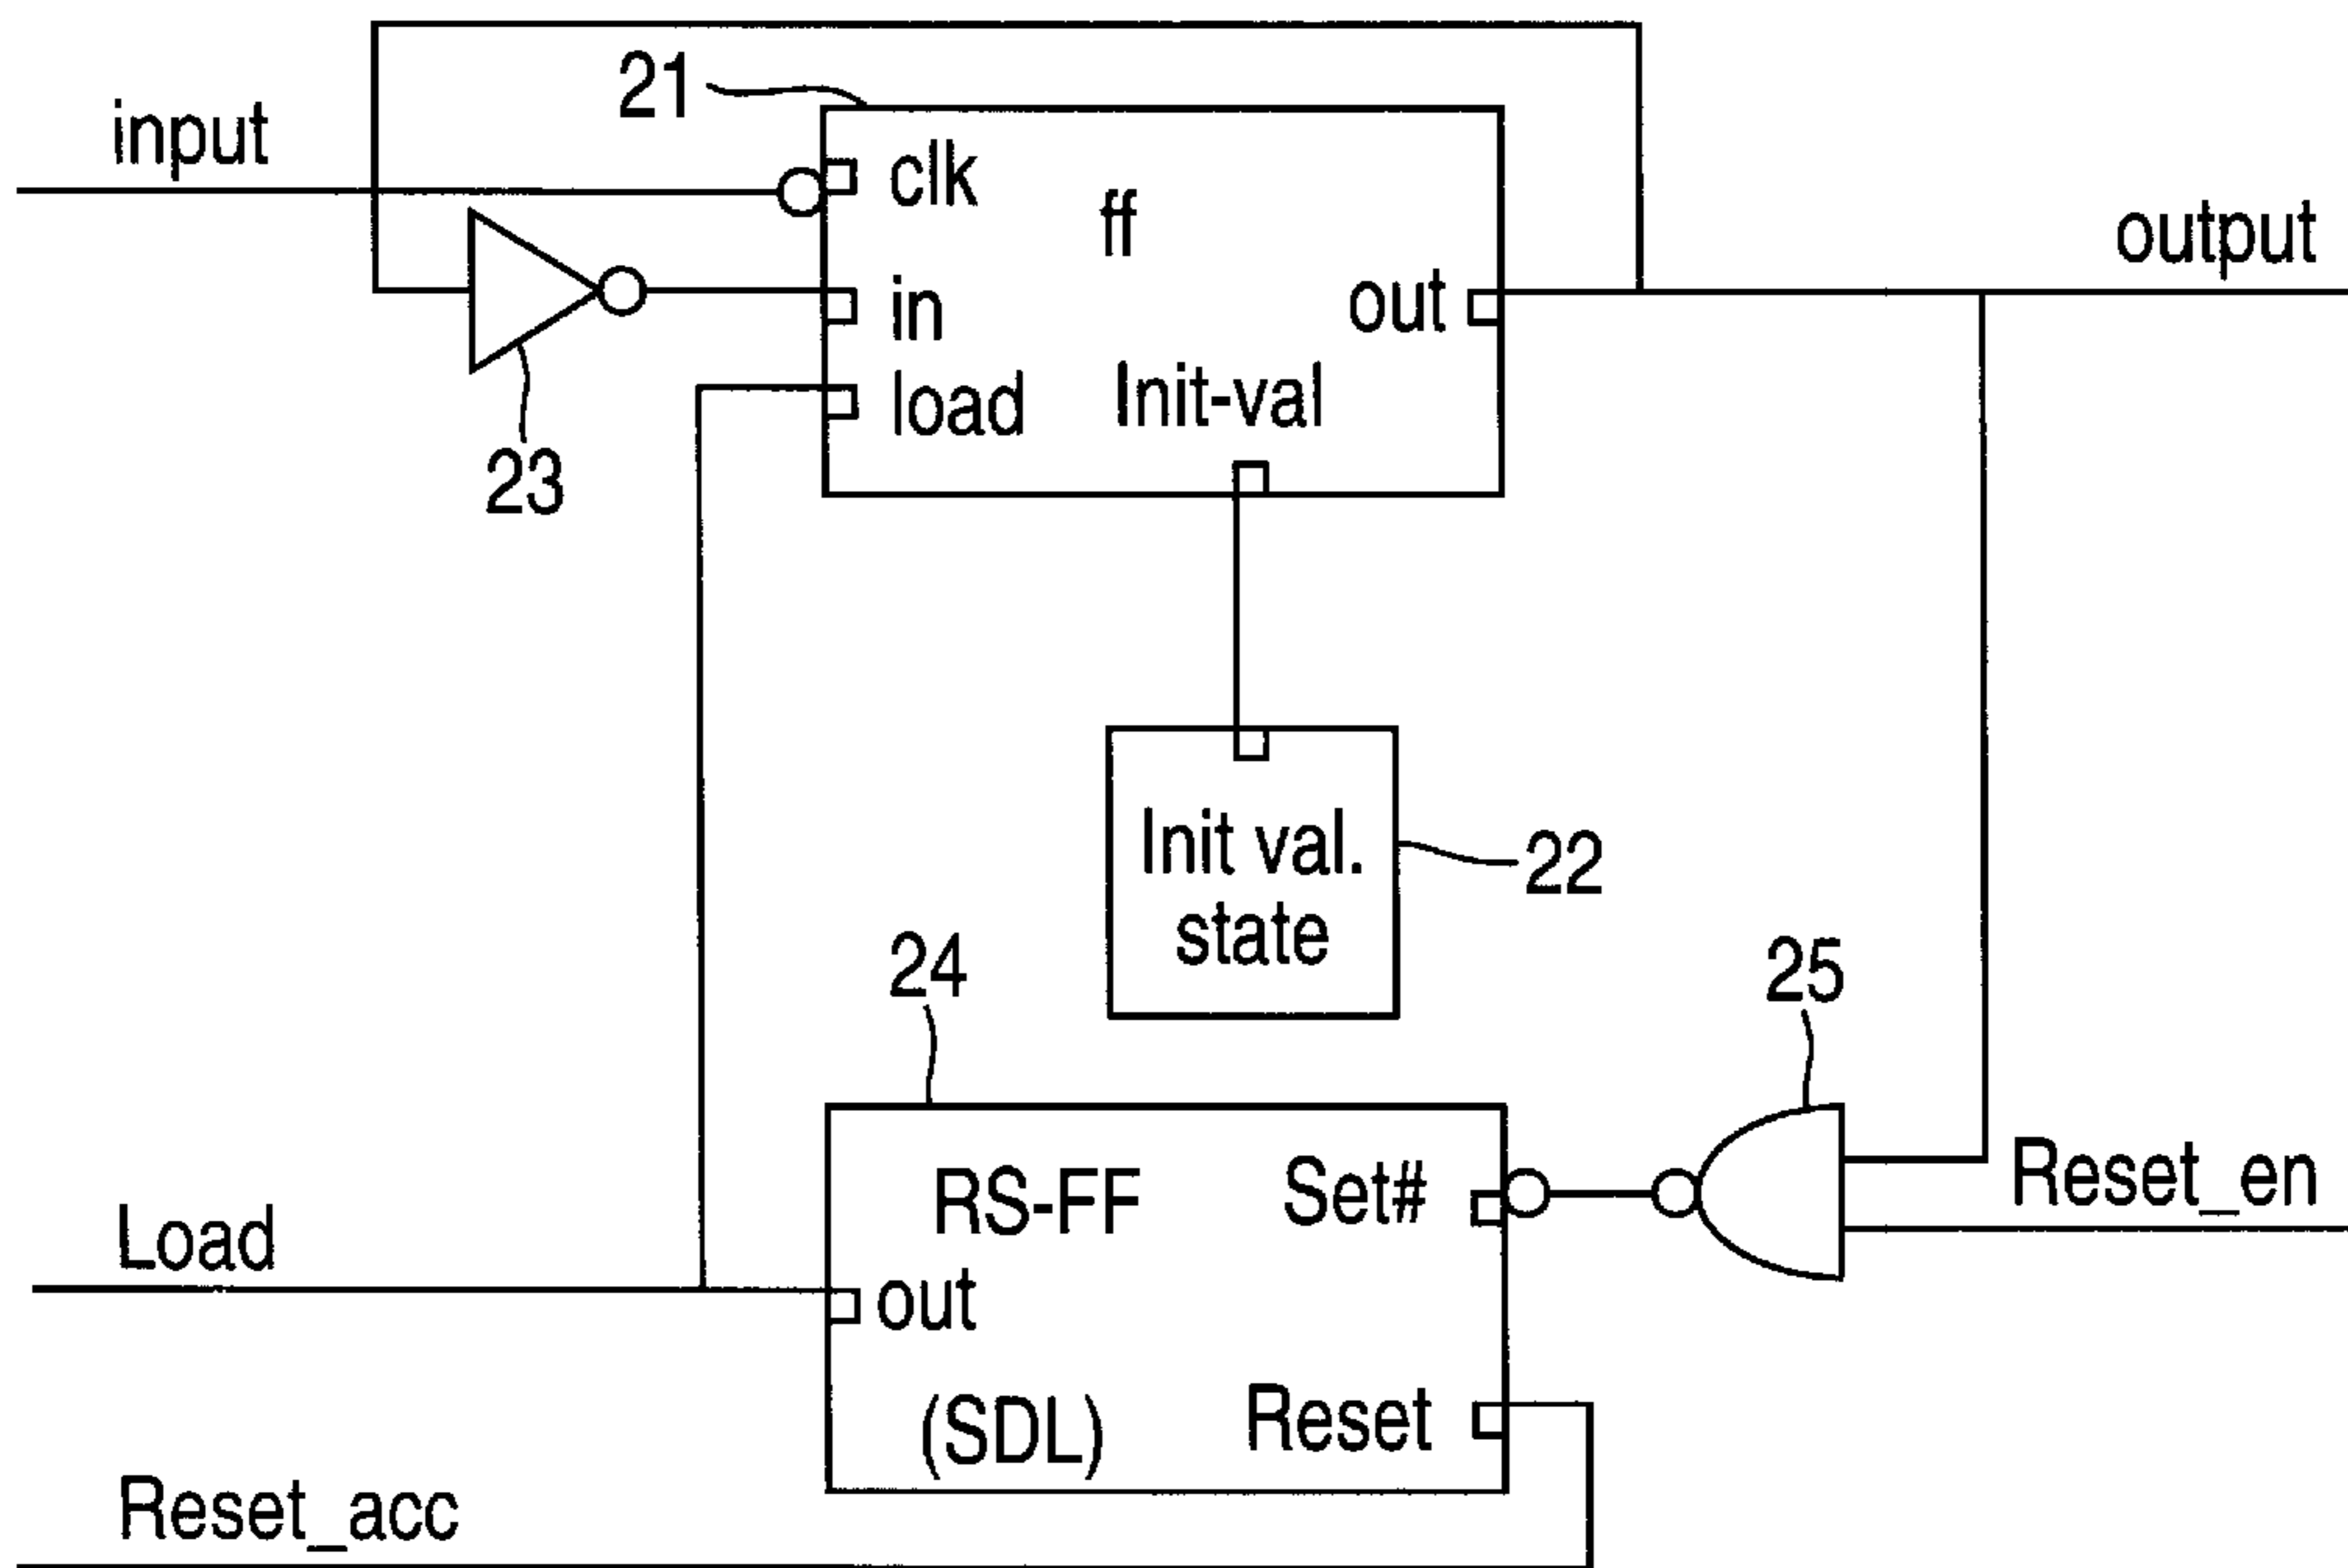 21
input
clk
ff
output
in
out
load
Init-val
23
Init val.
state
22
24
25
RS-FF
Set#
Reset_en
Load
out
(SDL)
Reset
Reset_acc